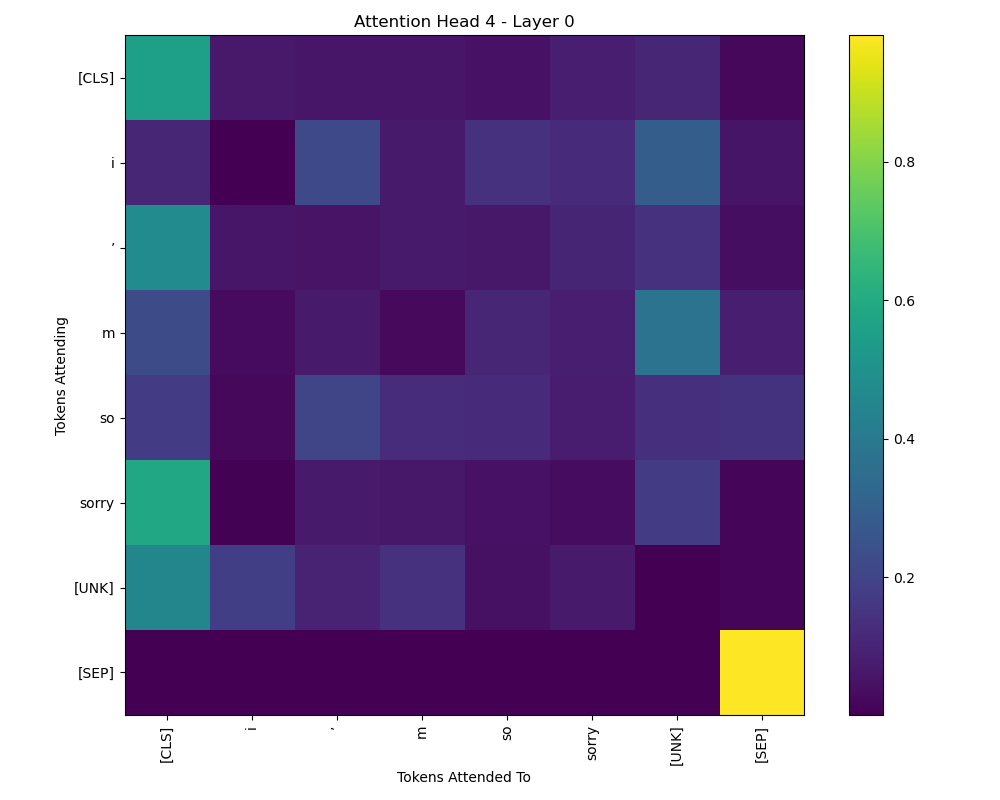 Attention Head 4 - Layer 0
Tokens Attending
[CLS]
i
’
m
so
sorry
[UNK]
[SEP]
[CLS]
i
’
m
so
sorry
[UNK]
[SEP]
Tokens Attended To
0.8
0.6
0.4
0.2